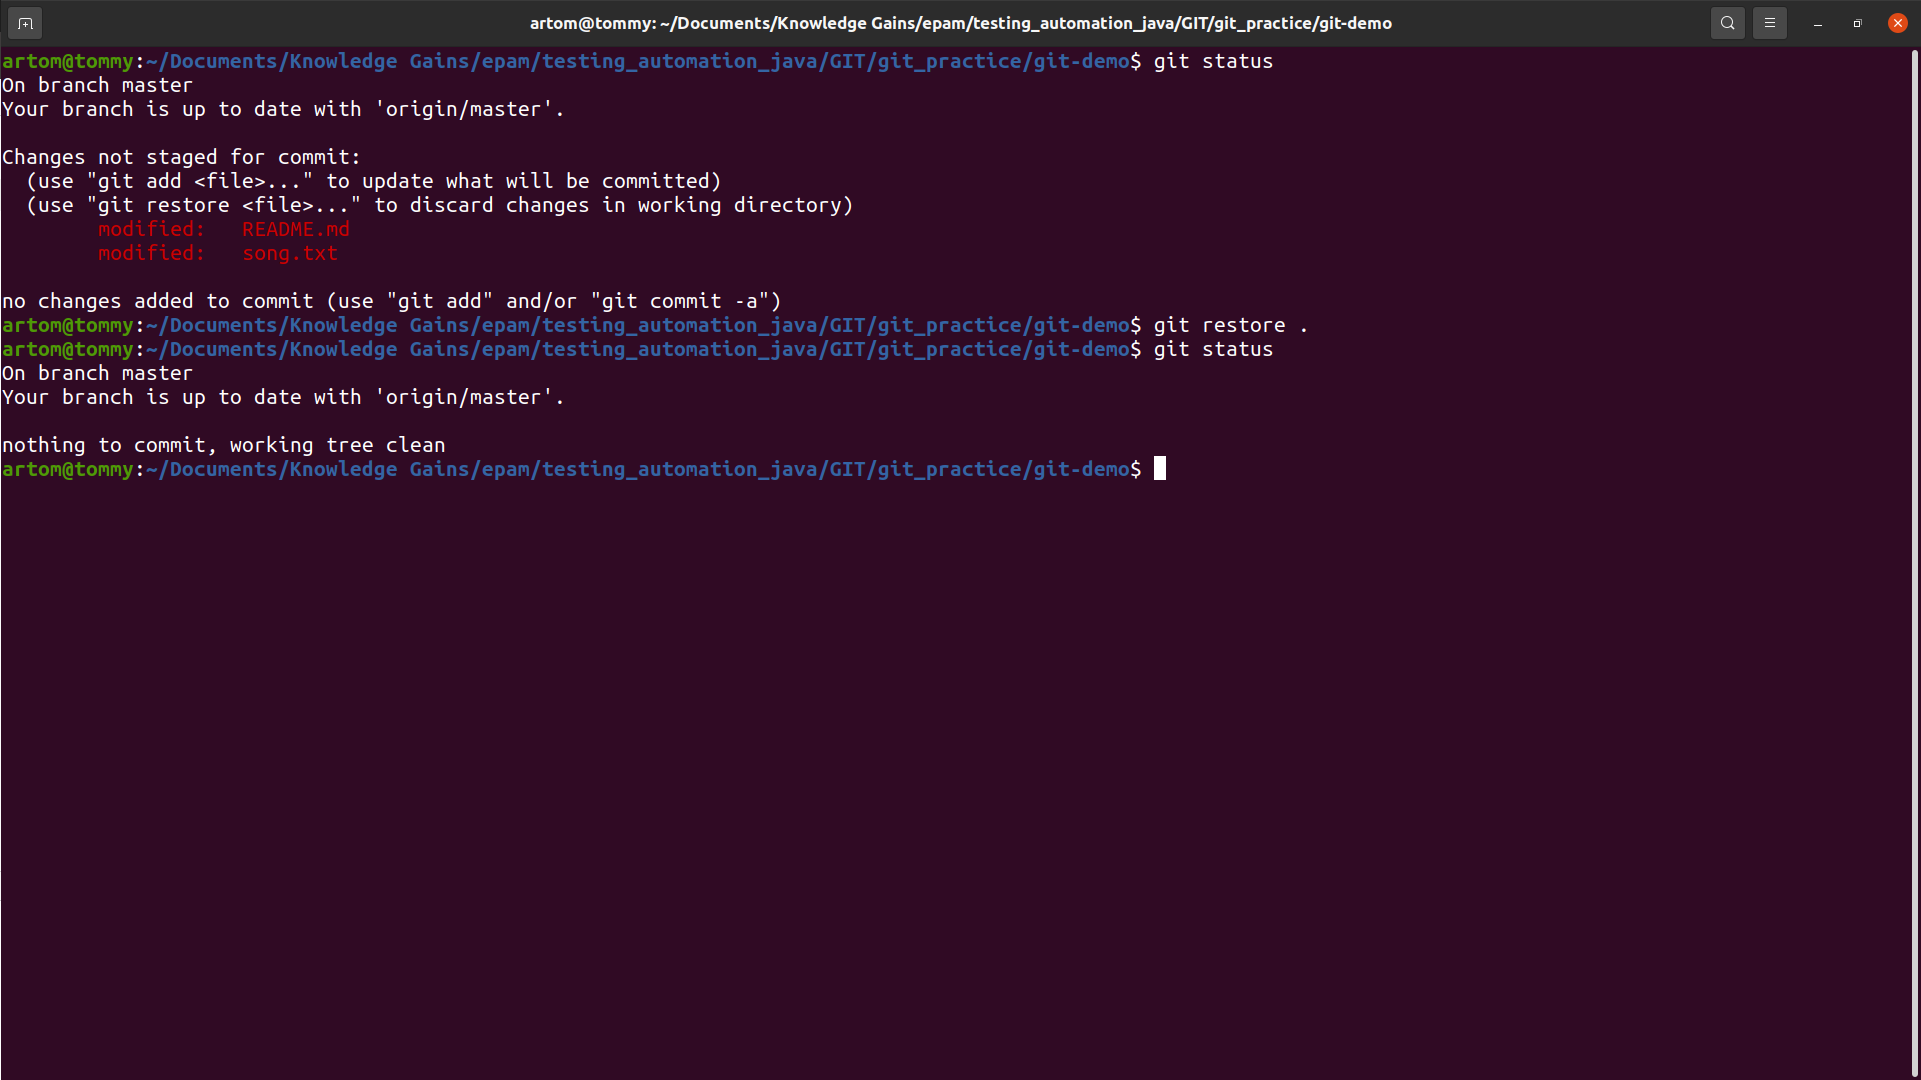 artom@tommy: ~/Documents/Knowledge Gains/epam/testing_automation_java/GIT/git_practice/git-demo
artom@tommy:~/Documents/Knowledge Gains/epam/testing_automation_java/GIT/git_practice/git-demo$ git status
On branch master
Your branch is up to date with 'origin/master'.
Changes not staged for commit:
  (use "git add <file>..." to update what will be committed)
  (use "git restore <file>..." to discard changes in working directory)
        modified:   README.md
        modified:   song.txt
no changes added to commit (use "git add" and/or "git commit -a")
artom@tommy:~/Documents/Knowledge Gains/epam/testing_automation_java/GIT/git_practice/git-demo$ git restore .
artom@tommy:~/Documents/Knowledge Gains/epam/testing_automation_java/GIT/git_practice/git-demo$ git status
On branch master
Your branch is up to date with 'origin/master'.
nothing to commit, working tree clean
artom@tommy:~/Documents/Knowledge Gains/epam/testing_automation_java/GIT/git_practice/git-demo$